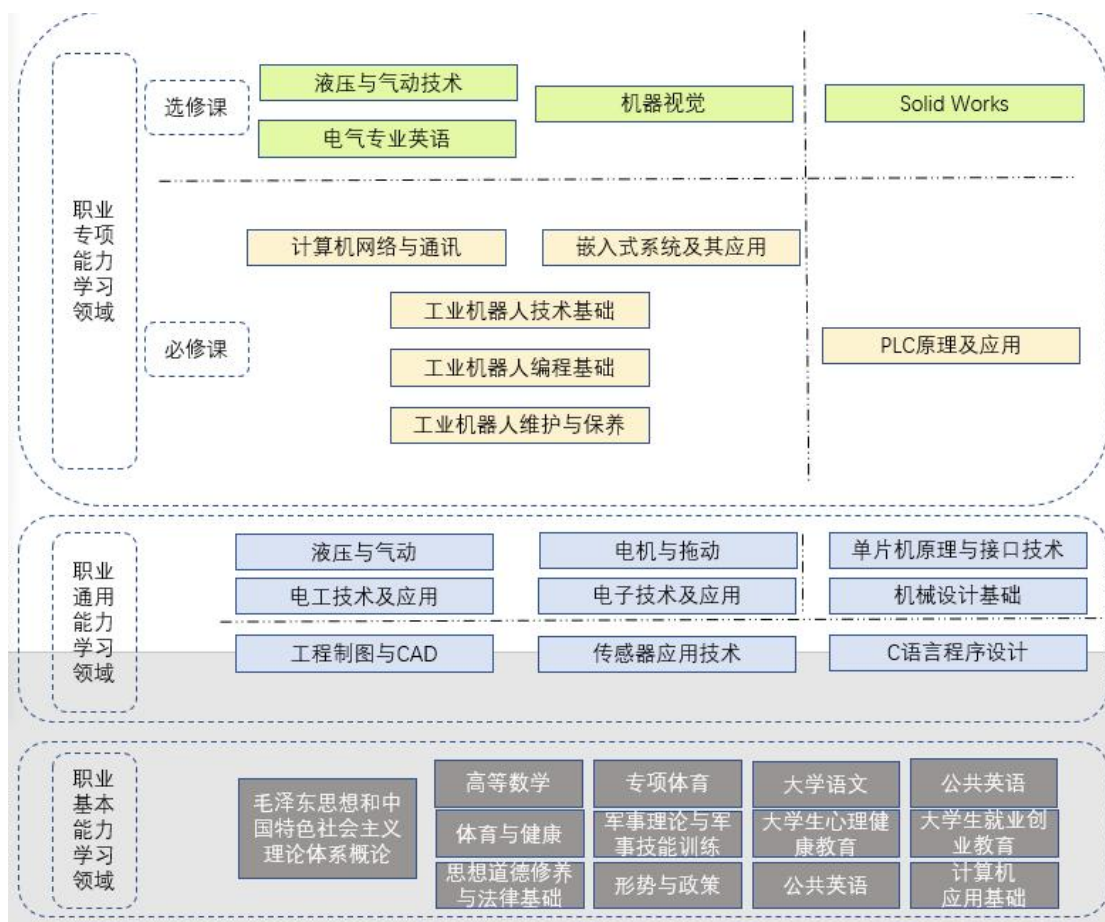 职业
专项
能力
学习
领域
选修课
液压与气动技术
电气专业英语
机器视觉
Solid Works
必修课
计算机网络与通讯
嵌入式系统及其应用
工业机器人技术基础
工业机器人编程基础
工业机器人维护与保养
PLC原理及应用
职业
通用
能力
学习
领域
液压与气动
电机与拖动
单片机原理与接口技术
电工技术及应用
电子技术及应用
机械设计基础
工程制图与CAD
传感器应用技术
C语言程序设计
职业
基本
能力
学习
领域
毛泽东思想和中
国特色社会主义
理论体系概论
高等数学
专项体育
大学语文
公共英语
体育与健康
军事理论与军
事技能训练
大学生心理健
康教育
大学生就业创
业教育
思想道德修养
与法律基础
形势与政策
公共英语
计算机
应用基础